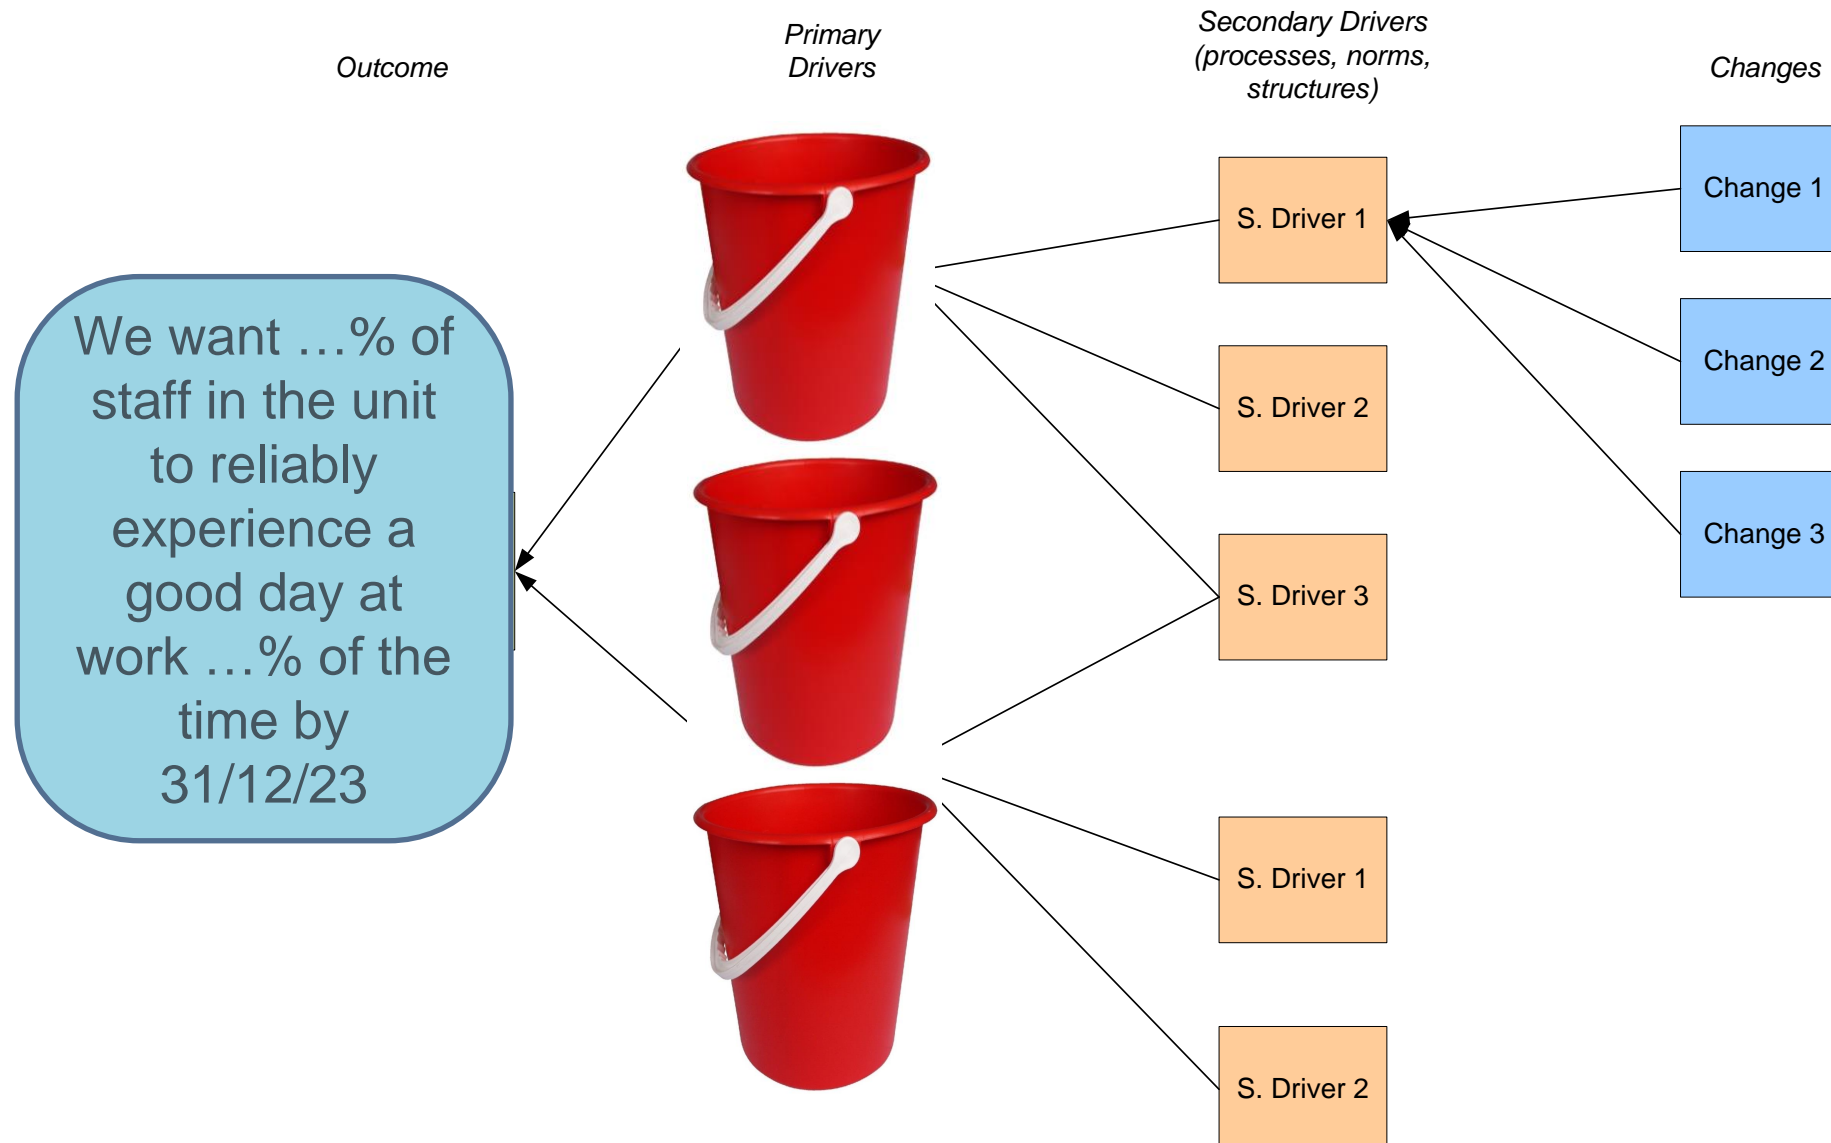 Outcome
Primary
Drivers
Secondary Drivers
(processes, norms,
structures)
Changes
We want …% of
staff in the unit
to reliably
experience a
good day at
work …% of the
time by
31/12/23
S. Driver 1
S. Driver 2
S. Driver 3
S. Driver 1
S. Driver 2
Change 1
Change 2
Change 3